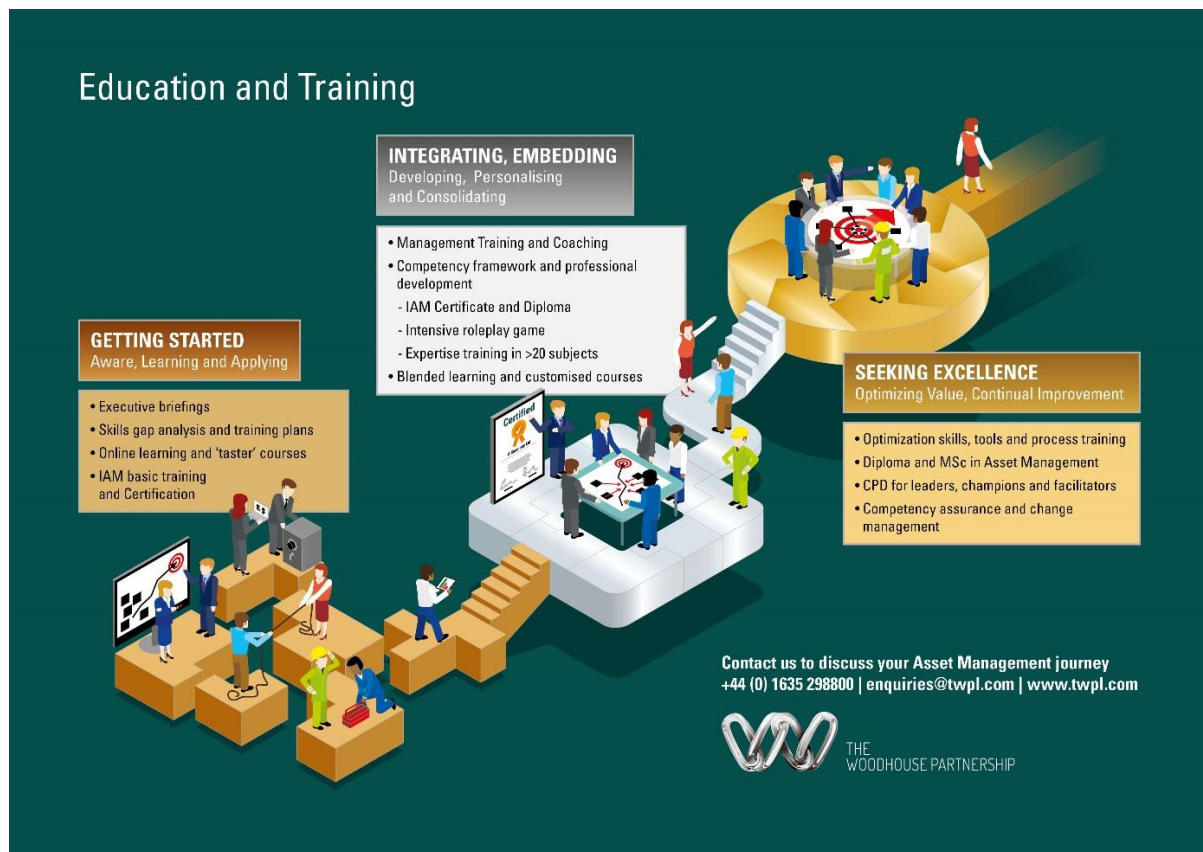 Education and Training
INTEGRATING, EMBEDDING
Developing, Personalising
and Consolidating
• Management Training and Coaching
• Competency framework and professional
development
- IAM Certificate and Diploma
- Intensive roleplay game
- Expertise training in >20 subjects
• Blended learning and customised courses
GETTING STARTED
Aware, Learning and Applying
• Executive briefings
• Skills gap analysis and training plans
• Online learning and ‘taster’ courses
• IAM basic training
and Certification
SEEKING EXCELLENCE
Optimizing Value, Continual Improvement
• Optimization skills, tools and process training
• Diploma and MSc in Asset Management
• CPD for leaders, champions and facilitators
• Competency assurance and change
management
Certified
Contact us to discuss your Asset Management journey
+44 (0) 1635 298800 | enquiries@twpl.com | www.twpl.com
THE
WOODHOUSE PARTNERSHIP